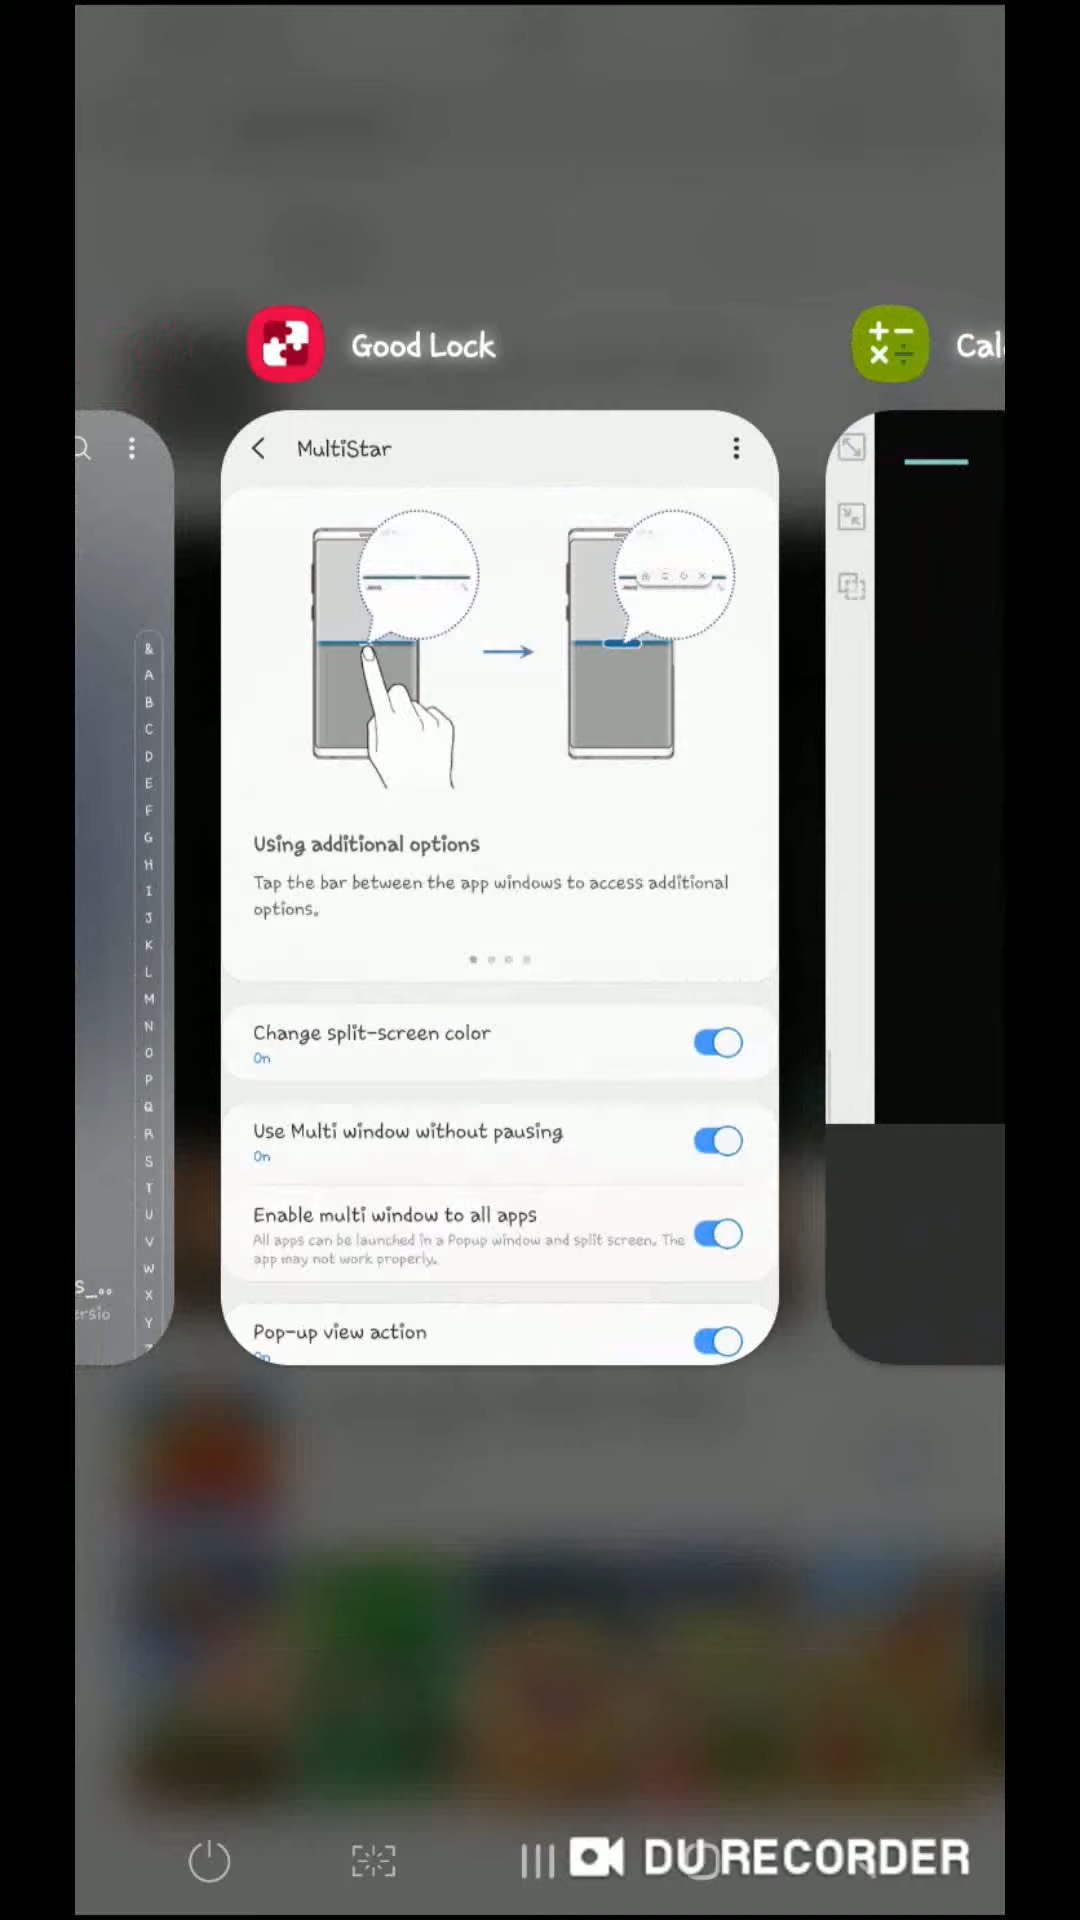 Good Lock
Cal
MultiStar
&
A
B
C
D
E
F
G
H
I
J
K
L
M
N
O
P
Q
R
S
T
U
V
W
X
Y
Z
s_..
ersio
Using additional options
Tap the bar between the app windows to access additional
options.
Change split-screen color
On
Use Multi window without pausing
On
Enable multi window to all apps
All apps can be launched in a Popup window and split screen. The
app may not work properly.
Pop-up view action
On
DU RECORDER